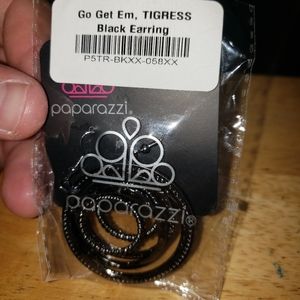 Go Get Em, TIGRESS
Black Earring
P5TR-BKXX-058XX
paparazzi®
paparazzi®